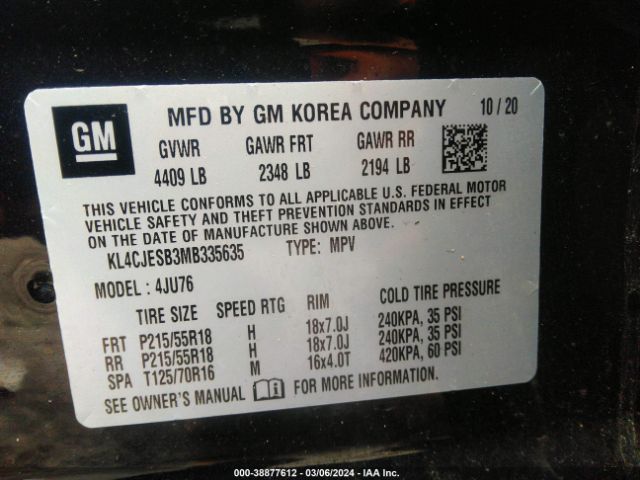 GM
MFD BY GM KOREA COMPANY 10 / 20
GVWR GAWR FRT GAWR RR
4409 LB 2348 LB 2194 LB
THIS VEHICLE CONFORMS TO ALL APPLICABLE U.S. FEDERAL MOTOR
VEHICLE SAFETY AND THEFT PREVENTION STANDARDS IN EFFECT
ON THE DATE OF MANUFACTURE SHOWN ABOVE.
KL4CJESB3MB335635 TYPE: MPV
MODEL : 4JU76
TIRE SIZE SPEED RTG RIM COLD TIRE PRESSURE
FRT P215/55R18 H 18x7.0J 240KPA, 35 PSI
RR P215/55R18 H 18x7.0J 240KPA, 35 PSI
SPA T125/70R16 M 16x4.0T 420KPA, 60 PSI
SEE OWNER'S MANUAL FOR MORE INFORMATION.
000-38877612 — 03/06/2024 — IAA Inc.